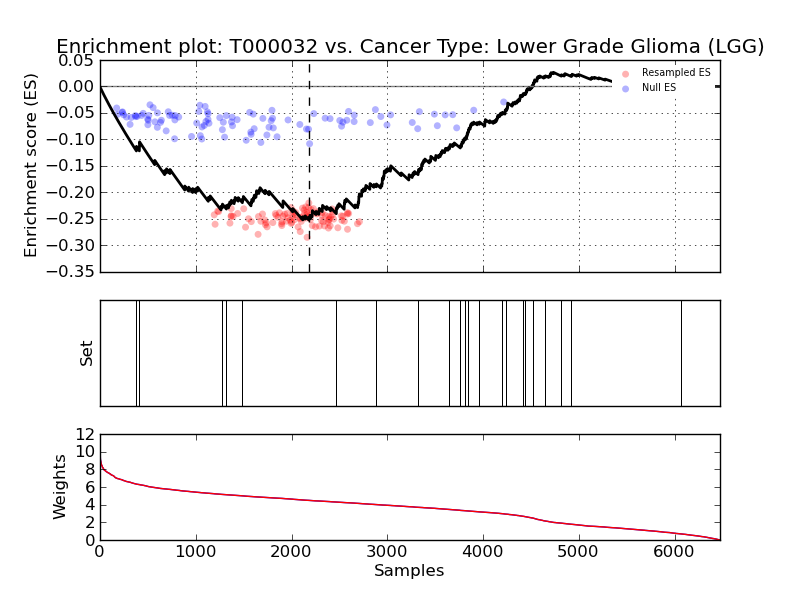 Enrichment plot: T000032 vs. Cancer Type: Lower Grade Glioma (LGG)
Enrichment score (ES)
0.05
0.00
−0.05
−0.10
−0.15
−0.20
−0.25
−0.30
−0.35
Resampled ES
Null ES
Set
Weights
12
10
8
6
4
2
0
0 1000 2000 3000 4000 5000 6000
Samples